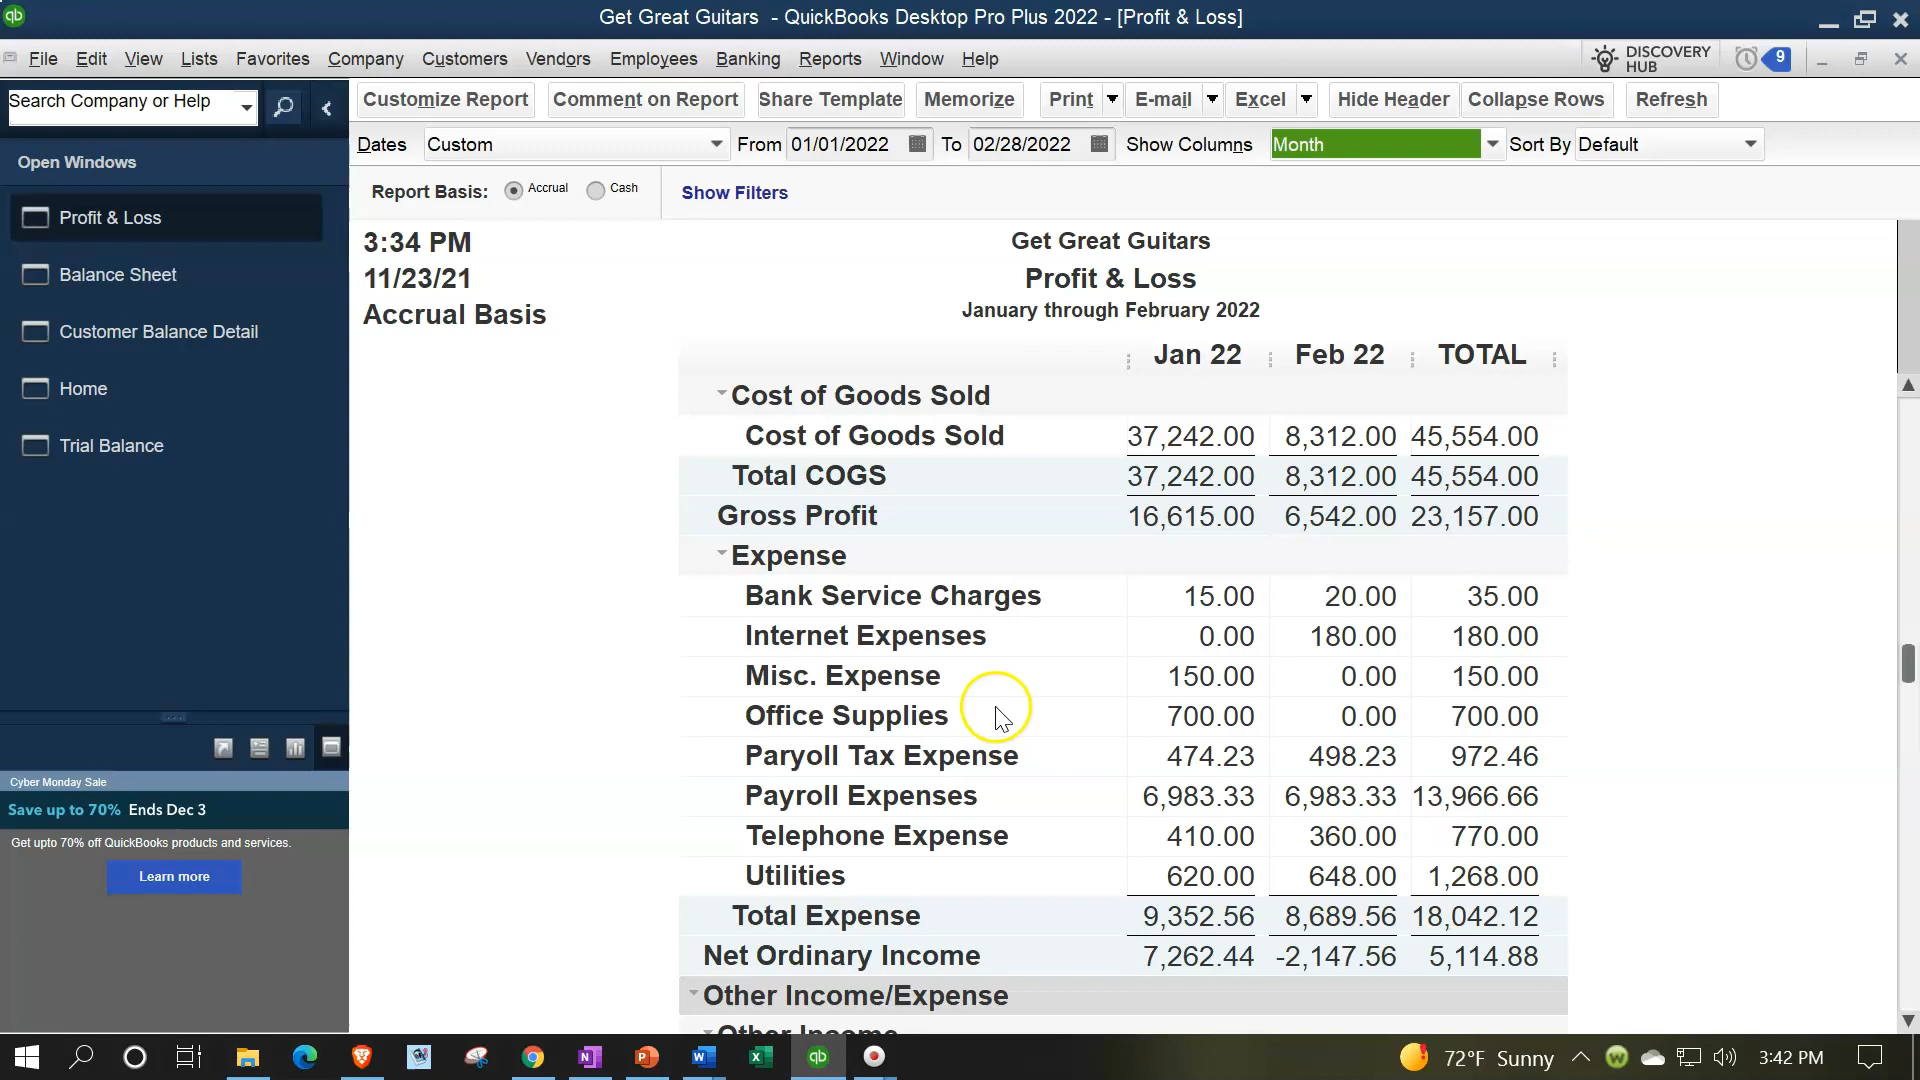 Get Great Guitars - QuickBooks Desktop Pro Plus 2022 - [Profit & Loss]
File Edit View Lists Favorites Company Customers Vendors Employees Banking Reports Window Help
DISCOVERY
HUB
9
Search Company or Help
Customize Report Comment on Report Share Template Memorize Print E-mail Excel Hide Header Collapse Rows Refresh
Dates Custom From 01/01/2022 To 02/28/2022 Show Columns Month Sort By Default
Report Basis: Accrual Cash Show Filters
Open Windows
Profit & Loss
Balance Sheet
Customer Balance Detail
Home
Trial Balance
Cyber Monday Sale
Save up to 70% Ends Dec 3
Get upto 70% off QuickBooks products and services.
Learn more
3:34 PM
11/23/21
Accrual Basis
Get Great Guitars
Profit & Loss
January through February 2022
Jan 22 Feb 22 TOTAL
Cost of Goods Sold
Cost of Goods Sold 37,242.00 8,312.00 45,554.00
Total COGS 37,242.00 8,312.00 45,554.00
Gross Profit 16,615.00 6,542.00 23,157.00
Expense
Bank Service Charges 15.00 20.00 35.00
Internet Expenses 0.00 180.00 180.00
Misc. Expense 150.00 0.00 150.00
Office Supplies 700.00 0.00 700.00
Paryoll Tax Expense 474.23 498.23 972.46
Payroll Expenses 6,983.33 6,983.33 13,966.66
Telephone Expense 410.00 360.00 770.00
Utilities 620.00 648.00 1,268.00
Total Expense 9,352.56 8,689.56 18,042.12
Net Ordinary Income 7,262.44 -2,147.56 5,114.88
Other Income/Expense
Other Income
72°F Sunny 3:42 PM